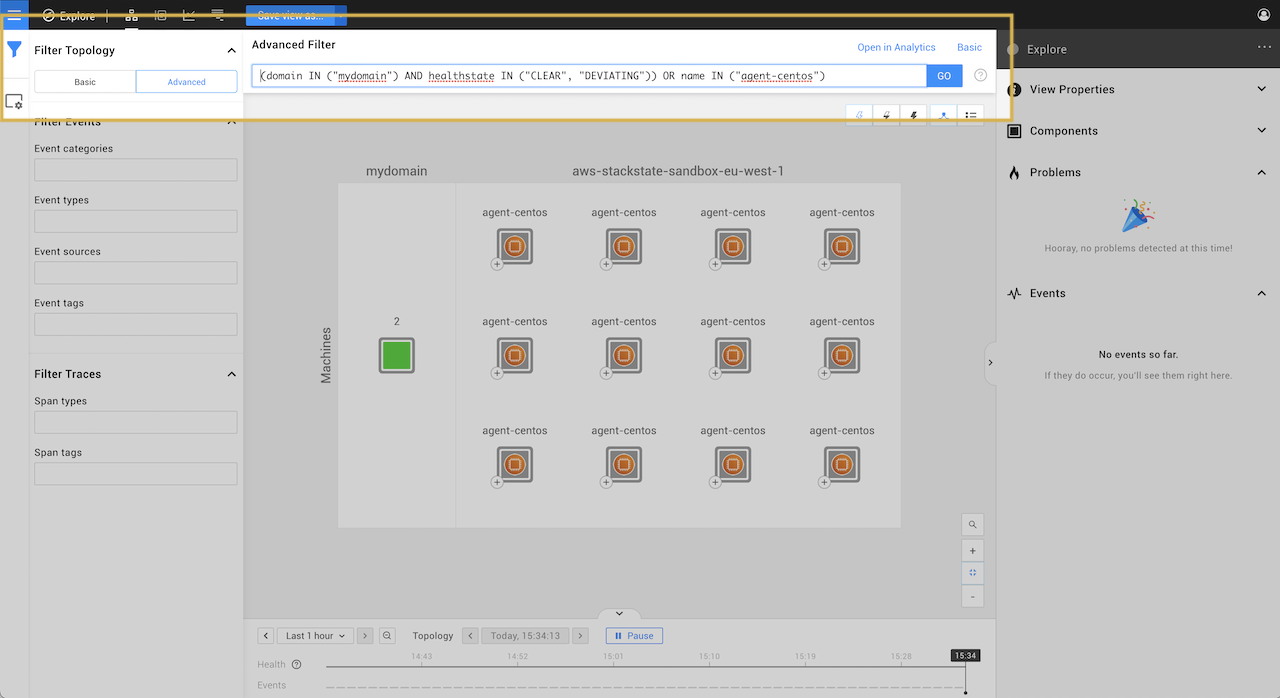 Explore
Save view as...
Filter Topology
Basic
Advanced
Advanced Filter
Open in Analytics
Basic
(domain IN ("mydomain") AND healthstate IN ("CLEAR", "DEVIATING")) OR name IN ("agent-centos")
GO
?
Filter Events
Event categories
Event types
Event sources
Event tags
Filter Traces
Span types
Span tags
mydomain
aws-stackstate-sandbox-eu-west-1
Machines
2
agent-centos
agent-centos
agent-centos
agent-centos
agent-centos
agent-centos
agent-centos
agent-centos
agent-centos
agent-centos
agent-centos
agent-centos
Last 1 hour
Topology
Today, 15:34:13
Pause
14:43
14:52
15:01
15:10
15:19
15:28
15:34
Health
?
Events
Explore
View Properties
Components
Problems
Hooray, no problems detected at this time!
Events
No events so far.
If they do occur, you'll see them right here.